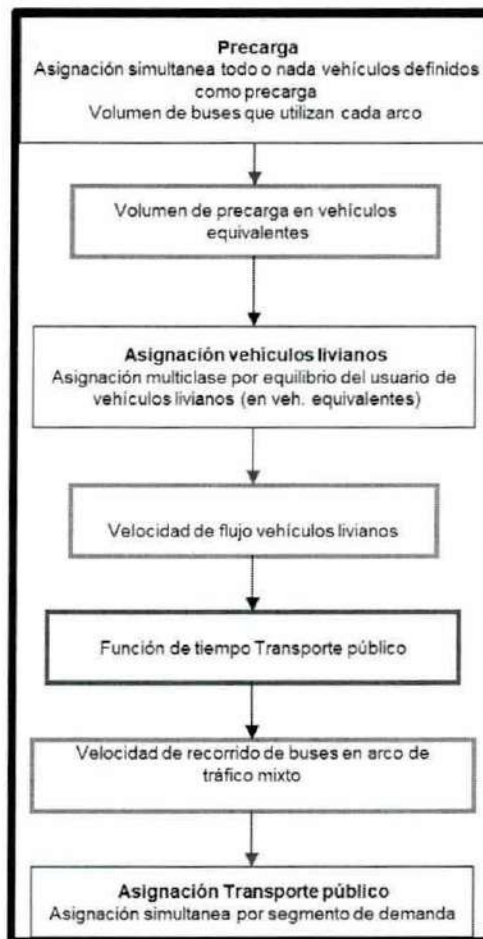 Precarga
Asignación simultanea todo o nada vehículos definidos
como precarga
Volumen de buses que utilizan cada arco
Volumen de precarga en vehículos
equivalentes
Asignación vehículos livianos
Asignación multiclase por equilibrio del usuario de
vehículos livianos (en veh. equivalentes)
Velocidad de flujo vehículos livianos
Función de tiempo Transporte público
Velocidad de recorrido de buses en arco de
tráfico mixto
Asignación Transporte público
Asignación simultanea por segmento de demanda